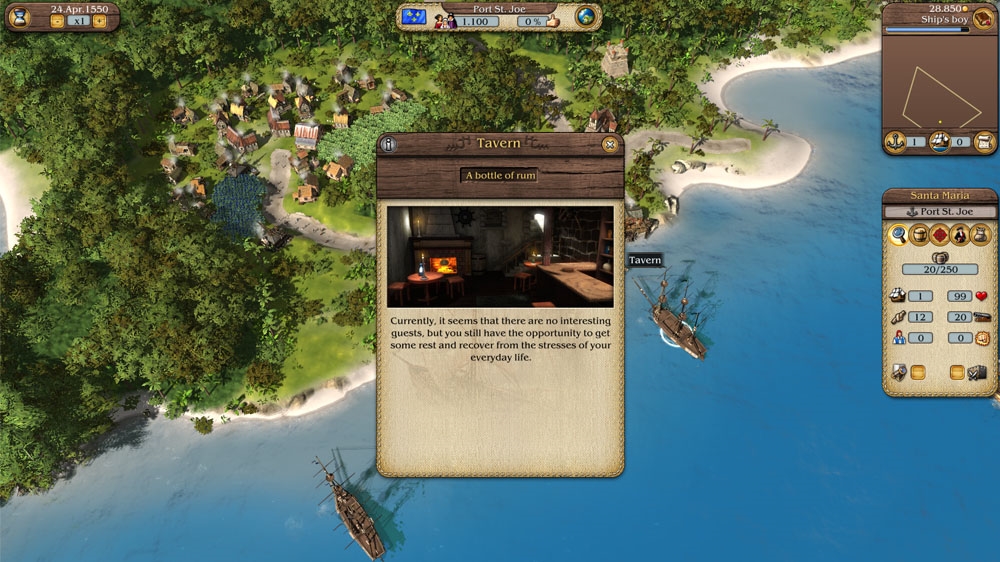 24.Apr.1550
x1
Port St. Joe
1.100
0 %
28.850
Ship's boy
1
0
Tavern
A bottle of rum
Currently, it seems that there are no interesting
guests, but you still have the opportunity to get
some rest and recover from the stresses of your
everyday life.
Tavern
Santa Maria
Port St. Joe
20/250
1
99
12
20
0
0